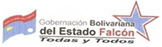 Gobernación Bolivariana
del Estado Falcón
Todas y Todos